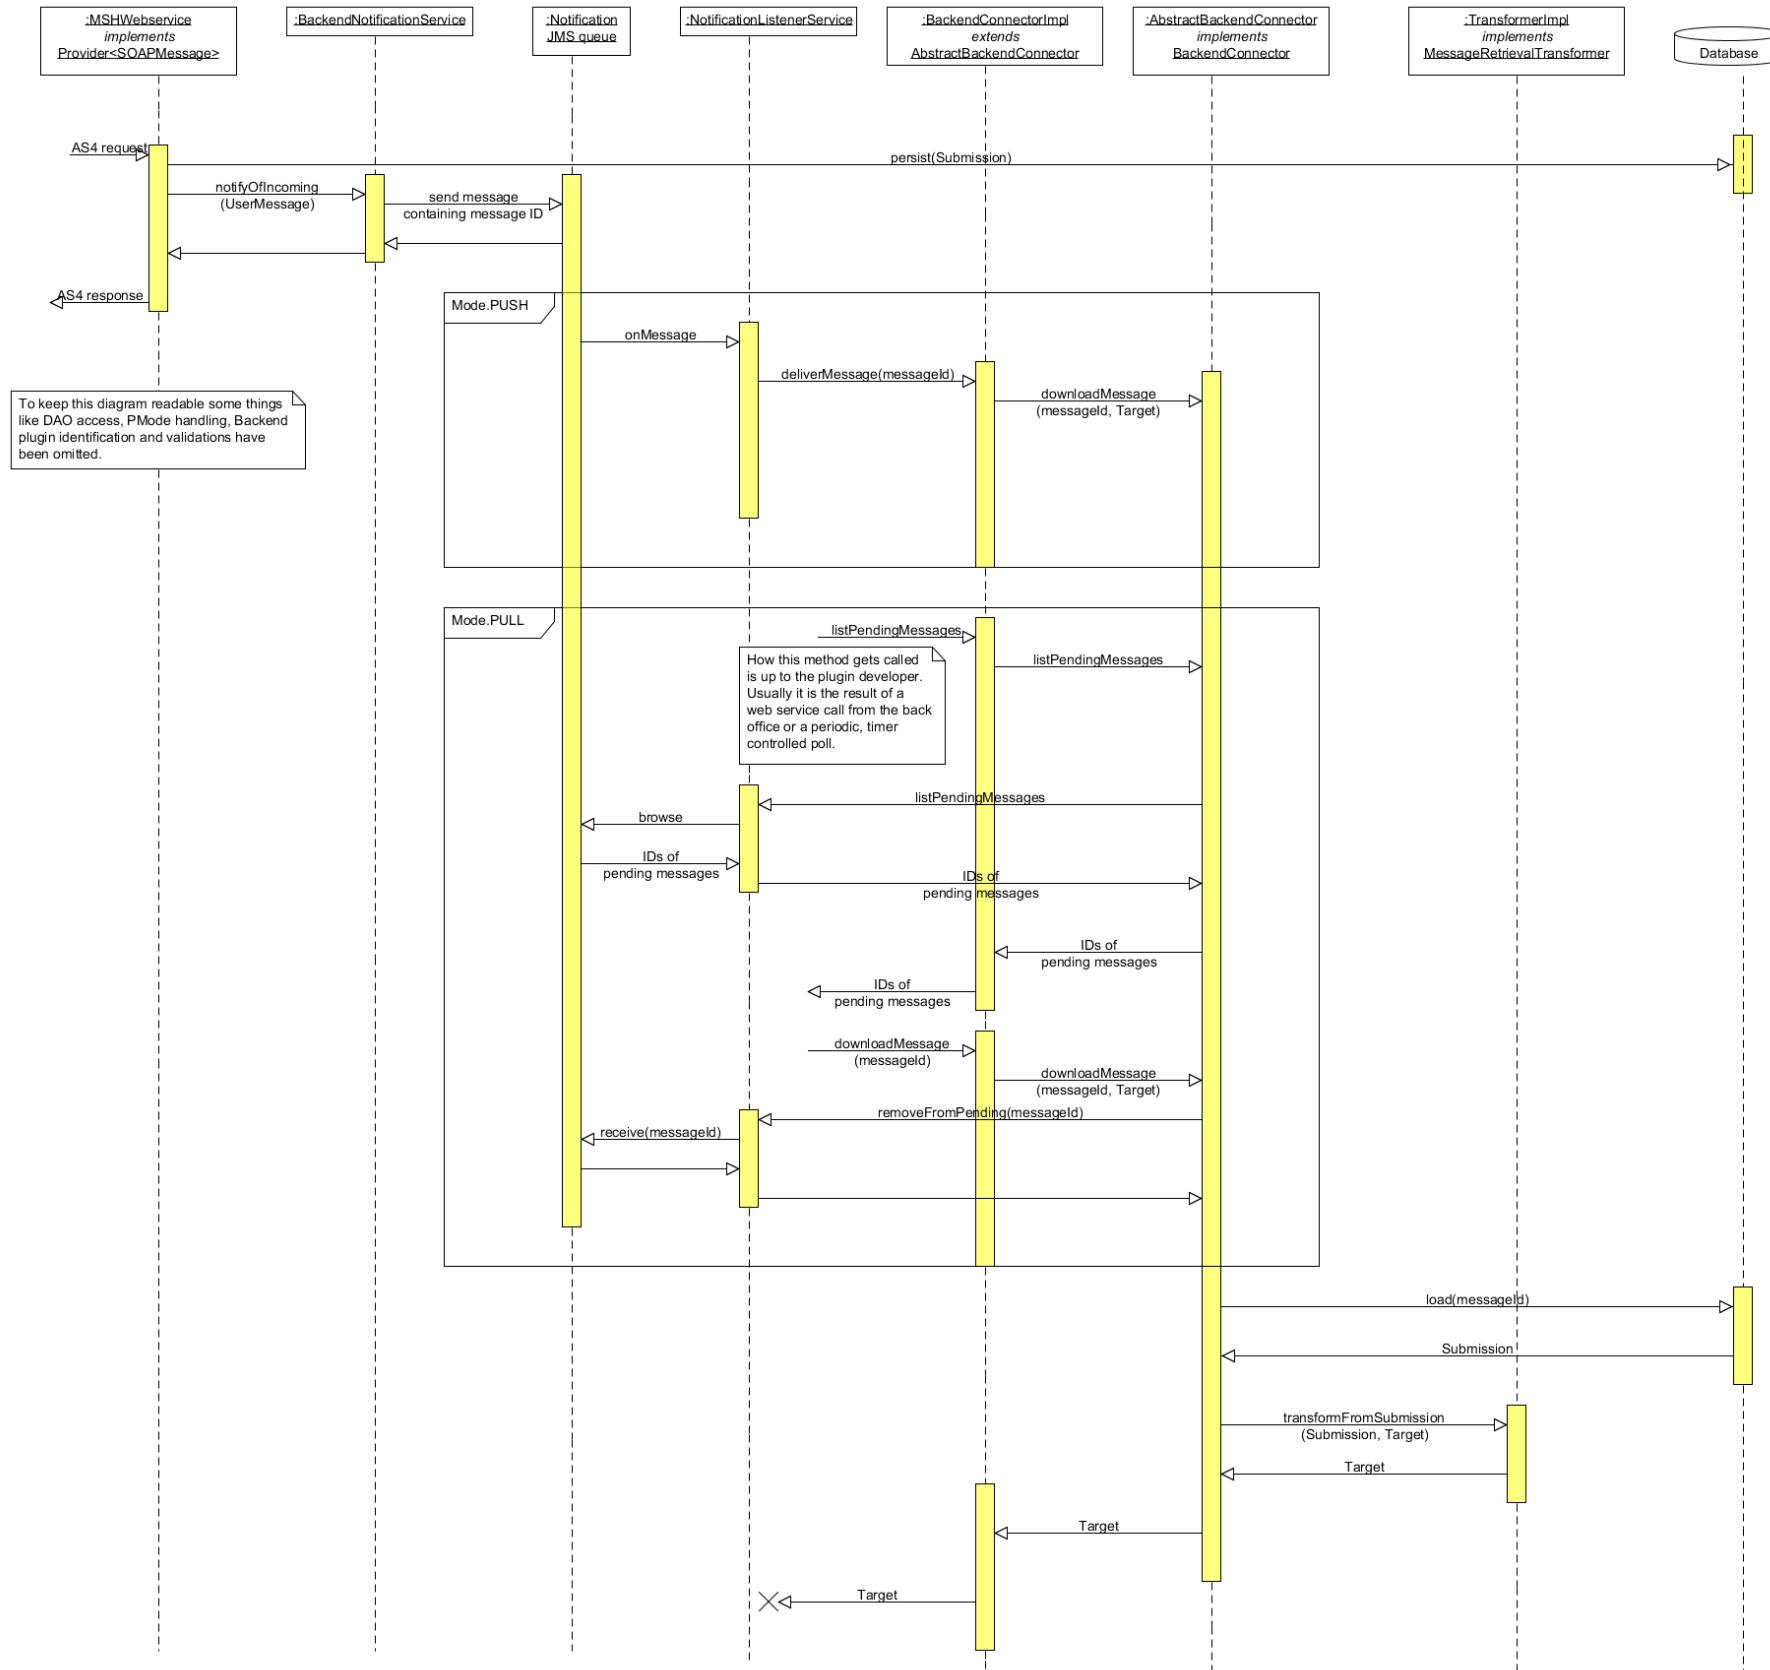 :MSHWebservice
implements
Provider<SOAPMessage>
:BackendNotificationService
:Notification
JMS queue
:NotificationListenerService
:BackendConnectorImpl
extends
AbstractBackendConnector
:AbstractBackendConnector
implements
BackendConnector
:TransformerImpl
implements
MessageRetrievalTransformer
Database
AS4 request
persist(Submission)
notifyOfIncoming
(UserMessage)
send message
containing message ID
AS4 response
Mode.PUSH
onMessage
deliverMessage(messageId)
downloadMessage
(messageId, Target)
To keep this diagram readable some things
like DAO access, PMode handling, Backend
plugin identification and validations have
been omitted.
Mode.PULL
listPendingMessages
listPendingMessages
How this method gets called
is up to the plugin developer.
Usually it is the result of a
web service call from the back
office or a periodic, timer
controlled poll.
listPendingMessages
browse
IDs of
pending messages
IDs of
pending messages
IDs of
pending messages
IDs of
pending messages
downloadMessage
(messageId)
downloadMessage
(messageId, Target)
removeFromPending(messageId)
receive(messageId)
load(messageId)
Submission
transformFromSubmission
(Submission, Target)
Target
Target
Target